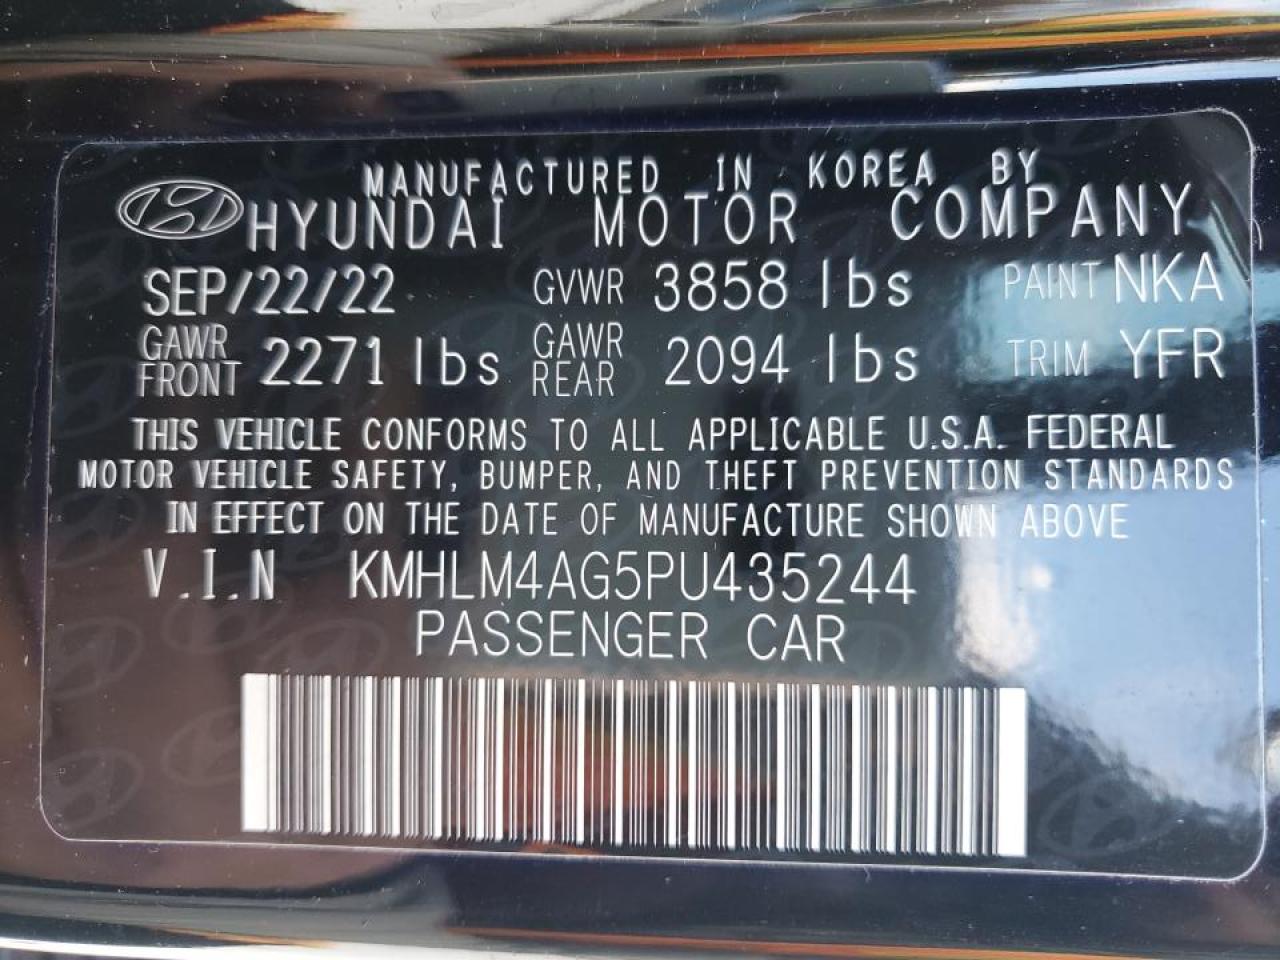 MANUFACTURED IN KOREA BY
HYUNDAI MOTOR COMPANY
SEP/22/22 GVWR 3858 lbs PAINT NKA
GAWR FRONT 2271 lbs GAWR REAR 2094 lbs TRIM YFR
THIS VEHICLE CONFORMS TO ALL APPLICABLE U.S.A. FEDERAL
MOTOR VEHICLE SAFETY, BUMPER, AND THEFT PREVENTION STANDARDS
IN EFFECT ON THE DATE OF MANUFACTURE SHOWN ABOVE
V.I.N KMHLM4AG5PU435244
PASSENGER CAR